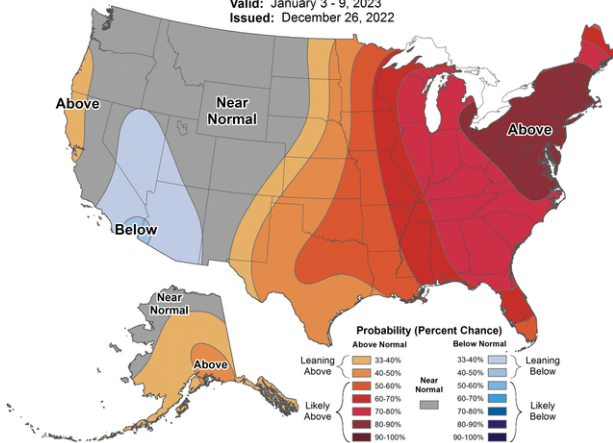 Valid: January 3 - 9, 2023
Issued: December 26, 2022
Above
Near
Normal
Above
Below
Near
Normal
Above
Probability (Percent Chance)
Above Normal
Below Normal
Leaning
Above
33-40%
40-50%
Likely
Above
50-60%
60-70%
70-80%
80-90%
90-100%
Near
Normal
33-40%
40-50%
50-60%
60-70%
70-80%
80-90%
90-100%
Leaning
Below
Likely
Below